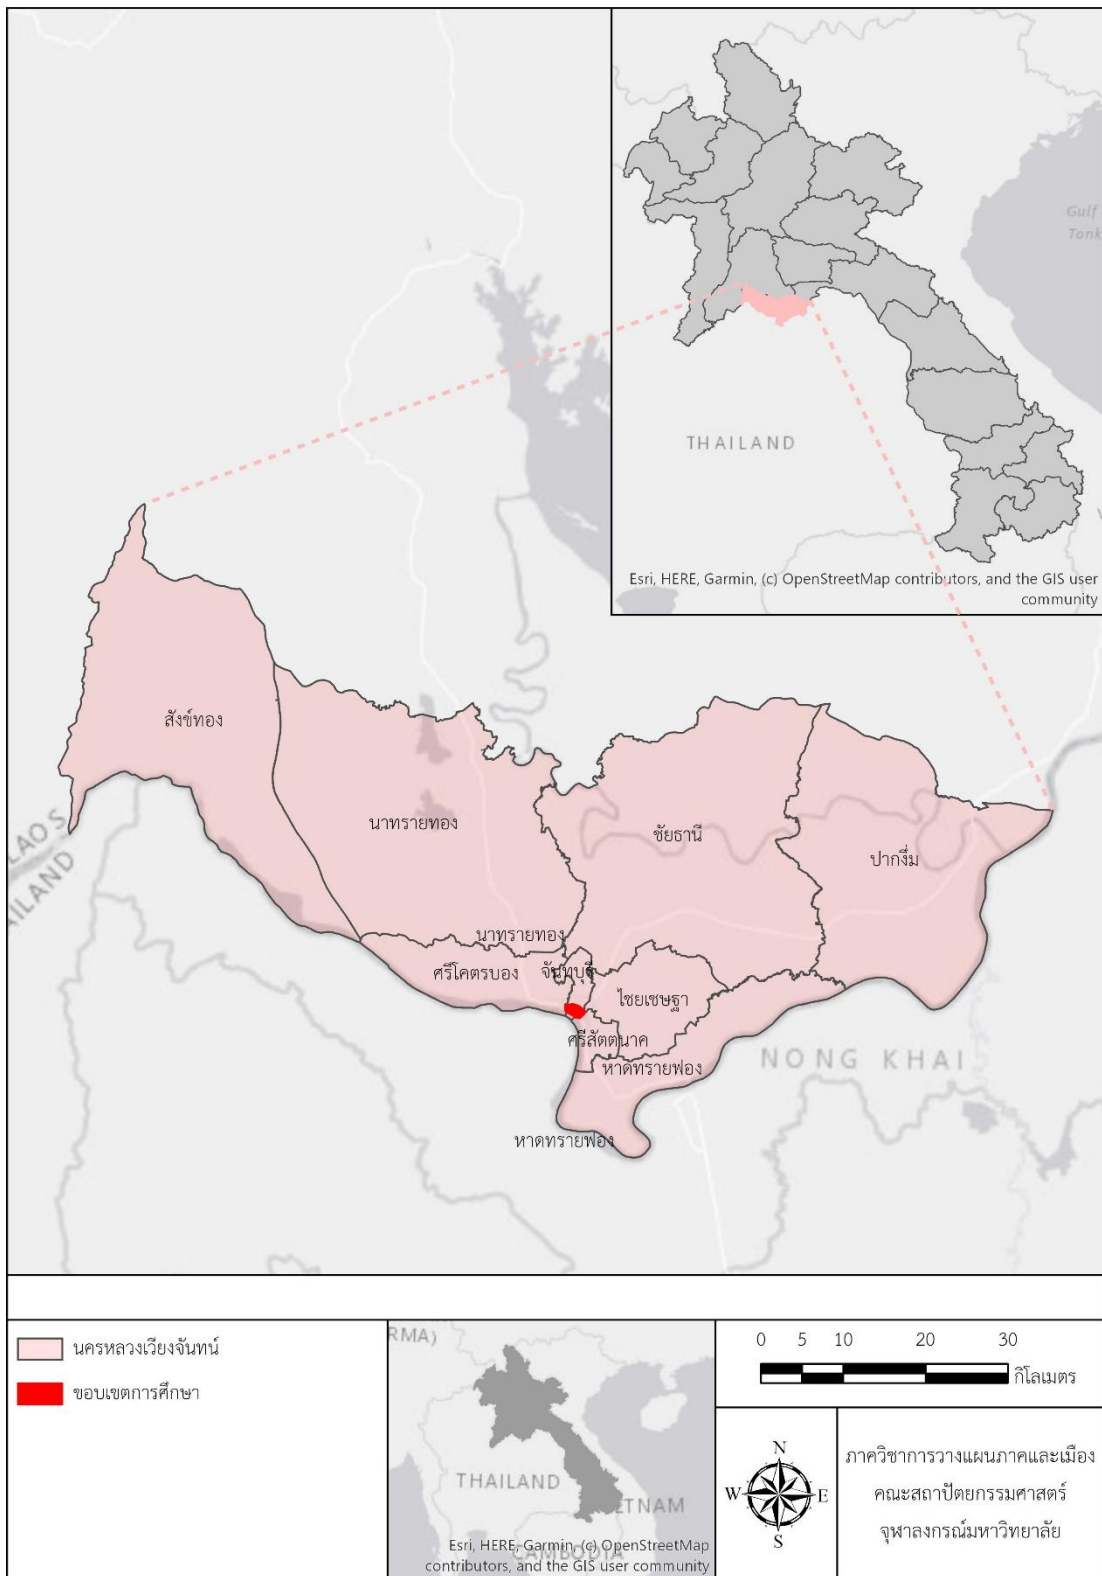 Gulf
Tonk
THAILAND
Esri, HERE, Garmin, (c) OpenStreetMap contributors, and the GIS user
community
สังข์ทอง
นาทรายทอง
ชัยธานี
ปากงึ่ม
LAOS
AILAND
นาทรายทอง
ศรีโคตรบอง
จันทบุรี
ไชยเชษฐา
ศรีสัตตนาค
หาดทรายฟอง
NONG KHAI
หาดทรายฟอง
นครหลวงเวียงจันทน์
ขอบเขตการศึกษา
RMA)
THAILAND
ETNAM
CAMBODIA
Esri, HERE, Garmin, (c) OpenStreetMap
contributors, and the GIS user community
0 5 10 20 30
กิโลเมตร
N
W E
S
ภาควิชาการวางแผนภาคและเมือง
คณะสถาปัตยกรรมศาสตร์
จุฬาลงกรณ์มหาวิทยาลัย